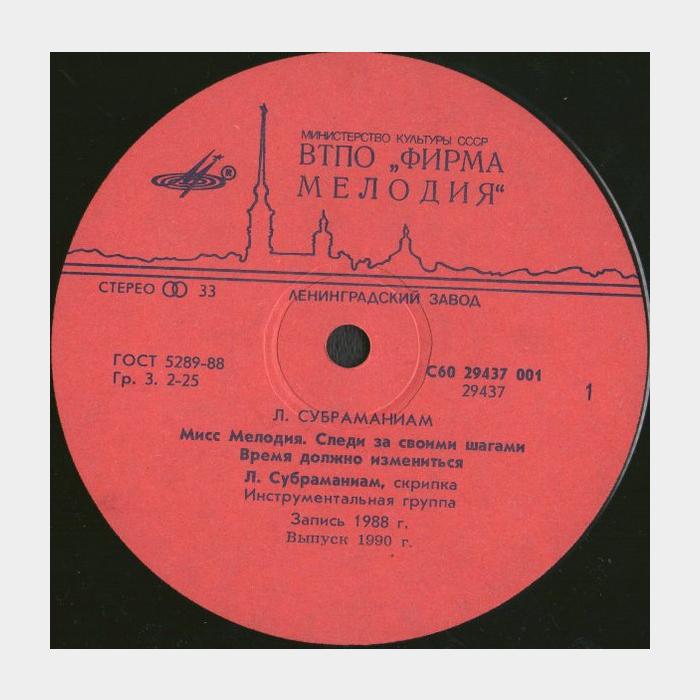 МИНИСТЕРСТВО КУЛЬТУРЫ СССР
ВТПО „ФИРМА
МЕЛОДИЯ“
®
СТЕРЕО 33
ЛЕНИНГРАДСКИЙ ЗАВОД
ГОСТ 5289-88
Гр. 3. 2-25
С60 29437 001
29437
1
Л. СУБРАМАНИАМ
Мисс Мелодия. Следи за своими шагами
Время должно измениться
Л. Субраманиам, скрипка
Инструментальная группа
Запись 1988 г.
Выпуск 1990 г.